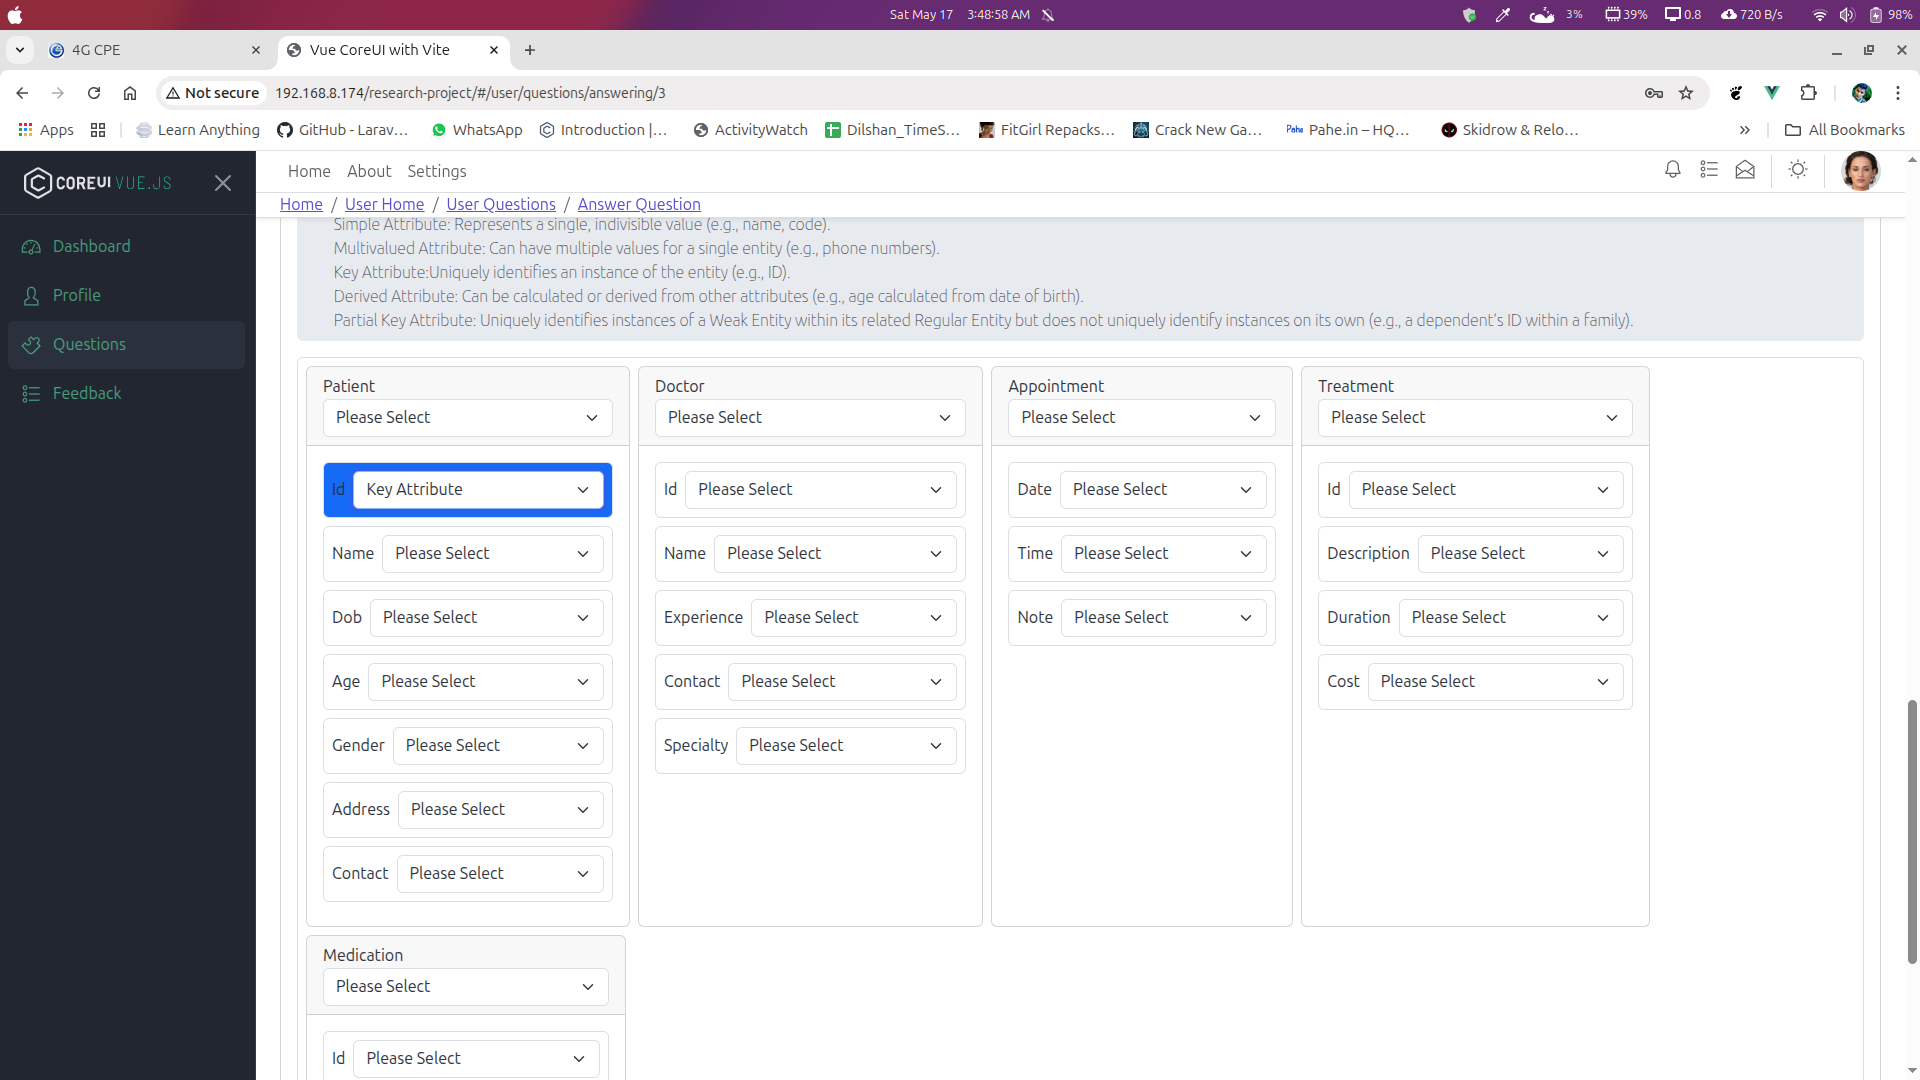 Sat May 17 3:48:58 AM
3% 39% 0.8 720 B/s 98%
4G CPE
Vue CoreUI with Vite
Not secure 192.168.8.174/research-project/#/user/questions/answering/3
Apps Learn Anything GitHub - Larav... WhatsApp Introduction |... ActivityWatch Dilshan_TimeS... FitGirl Repacks... Crack New Ga... Pahe Pahe.in – HQ... Skidrow & Relo... » All Bookmarks
COREUI VUE.JS
Dashboard
Profile
Questions
Feedback
Home About Settings
Home / User Home / User Questions / Answer Question
Simple Attribute: Represents a single, indivisible value (e.g., name, code).
Multivalued Attribute: Can have multiple values for a single entity (e.g., phone numbers).
Key Attribute:Uniquely identifies an instance of the entity (e.g., ID).
Derived Attribute: Can be calculated or derived from other attributes (e.g., age calculated from date of birth).
Partial Key Attribute: Uniquely identifies instances of a Weak Entity within its related Regular Entity but does not uniquely identify instances on its own (e.g., a dependent's ID within a family).
Patient
Please Select
Id Key Attribute
Name Please Select
Dob Please Select
Age Please Select
Gender Please Select
Address Please Select
Contact Please Select
Doctor
Please Select
Id Please Select
Name Please Select
Experience Please Select
Contact Please Select
Specialty Please Select
Appointment
Please Select
Date Please Select
Time Please Select
Note Please Select
Treatment
Please Select
Id Please Select
Description Please Select
Duration Please Select
Cost Please Select
Medication
Please Select
Id Please Select